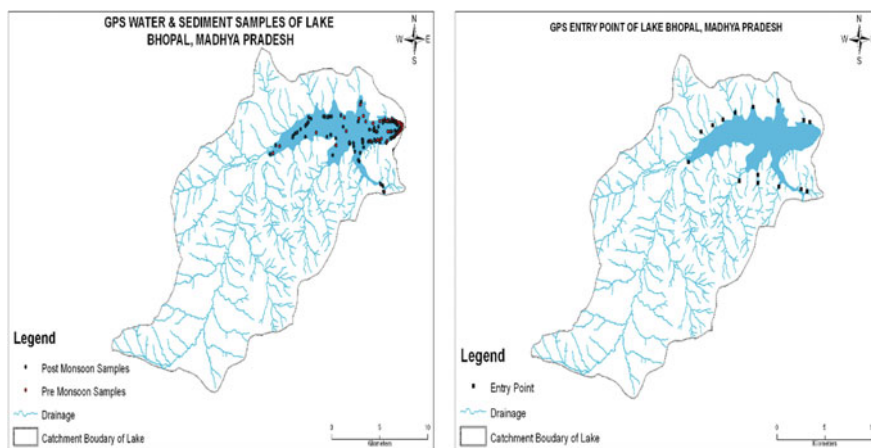 GPS WATER & SEDIMENT SAMPLES OF LAKE
BHOPAL, MADHYA PRADESH
N
W E
S
Legend
Post Monsoon Samples
Pre Monsoon Samples
Drainage
Catchment Boudary of Lake
0 5 10
Kilometers
GPS ENTRY POINT OF LAKE BHOPAL, MADHYA PRADESH
N
W E
S
Legend
Entry Point
Drainage
Catchment Boudary of Lake
0 5
Kilometers